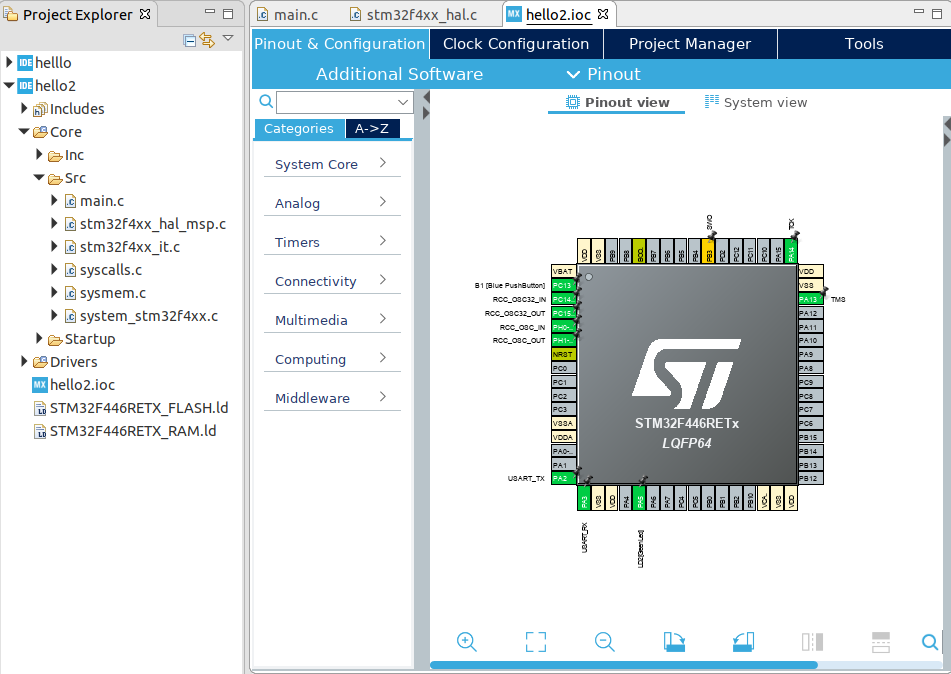 Project Explorer
helllo
hello2
Includes
Core
Inc
Src
main.c
stm32f4xx_hal_msp.c
stm32f4xx_it.c
syscalls.c
sysmem.c
system_stm32f4xx.c
Startup
Drivers
hello2.ioc
STM32F446RETX_FLASH.ld
STM32F446RETX_RAM.ld
main.c
stm32f4xx_hal.c
hello2.ioc
Pinout & Configuration
Clock Configuration
Project Manager
Tools
Additional Software
Pinout
Pinout view
System view
Categories
A->Z
System Core
Analog
Timers
Connectivity
Multimedia
Computing
Middleware
SWO
TCK
VDD
VSS
PB9
PB8
PB7
PB6
PB5
PB4
PB3
PD2
PC12
PC11
PC10
PA15
PA14
B1 [Blue PushButton]
RCC_OSC32_IN
RCC_OSC32_OUT
RCC_OSC_IN
RCC_OSC_OUT
USART_TX
VBAT
PC13
PC14..
PC15..
PH0-..
PH1-..
NRST
PC0
PC1
PC2
PC3
VSSA
VDDA
PA0-..
PA1
PA2
STM32F446RETx
LQFP64
VDD
VSS
PA13
TMS
PA12
PA11
PA10
PA9
PA8
PC9
PC8
PC7
PC6
PB15
PB14
PB13
PB12
PA3
VSS
VDD
PA4
PA5
PA6
PA7
PC4
PC5
PB0
PB1
PB2
PB10
VCA..
VSS
VDD
USART_RX
LD2 [Green Led]